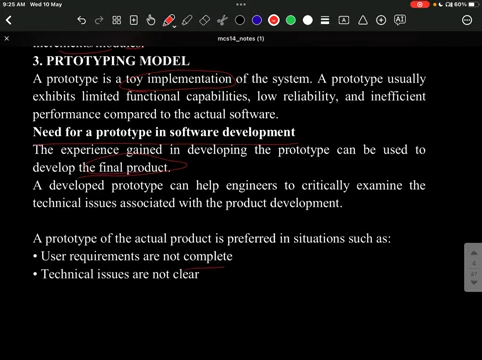 9:25 AM Wed 10 May
60%
mcs14_notes (1)
increments/modules.
3. PRTOTYPING MODEL
A prototype is a toy implementation of the system. A prototype usually
exhibits limited functional capabilities, low reliability, and inefficient
performance compared to the actual software.
Need for a prototype in software development
The experience gained in developing the prototype can be used to
develop the final product.
A developed prototype can help engineers to critically examine the
technical issues associated with the product development.
A prototype of the actual product is preferred in situations such as:
• User requirements are not complete
• Technical issues are not clear